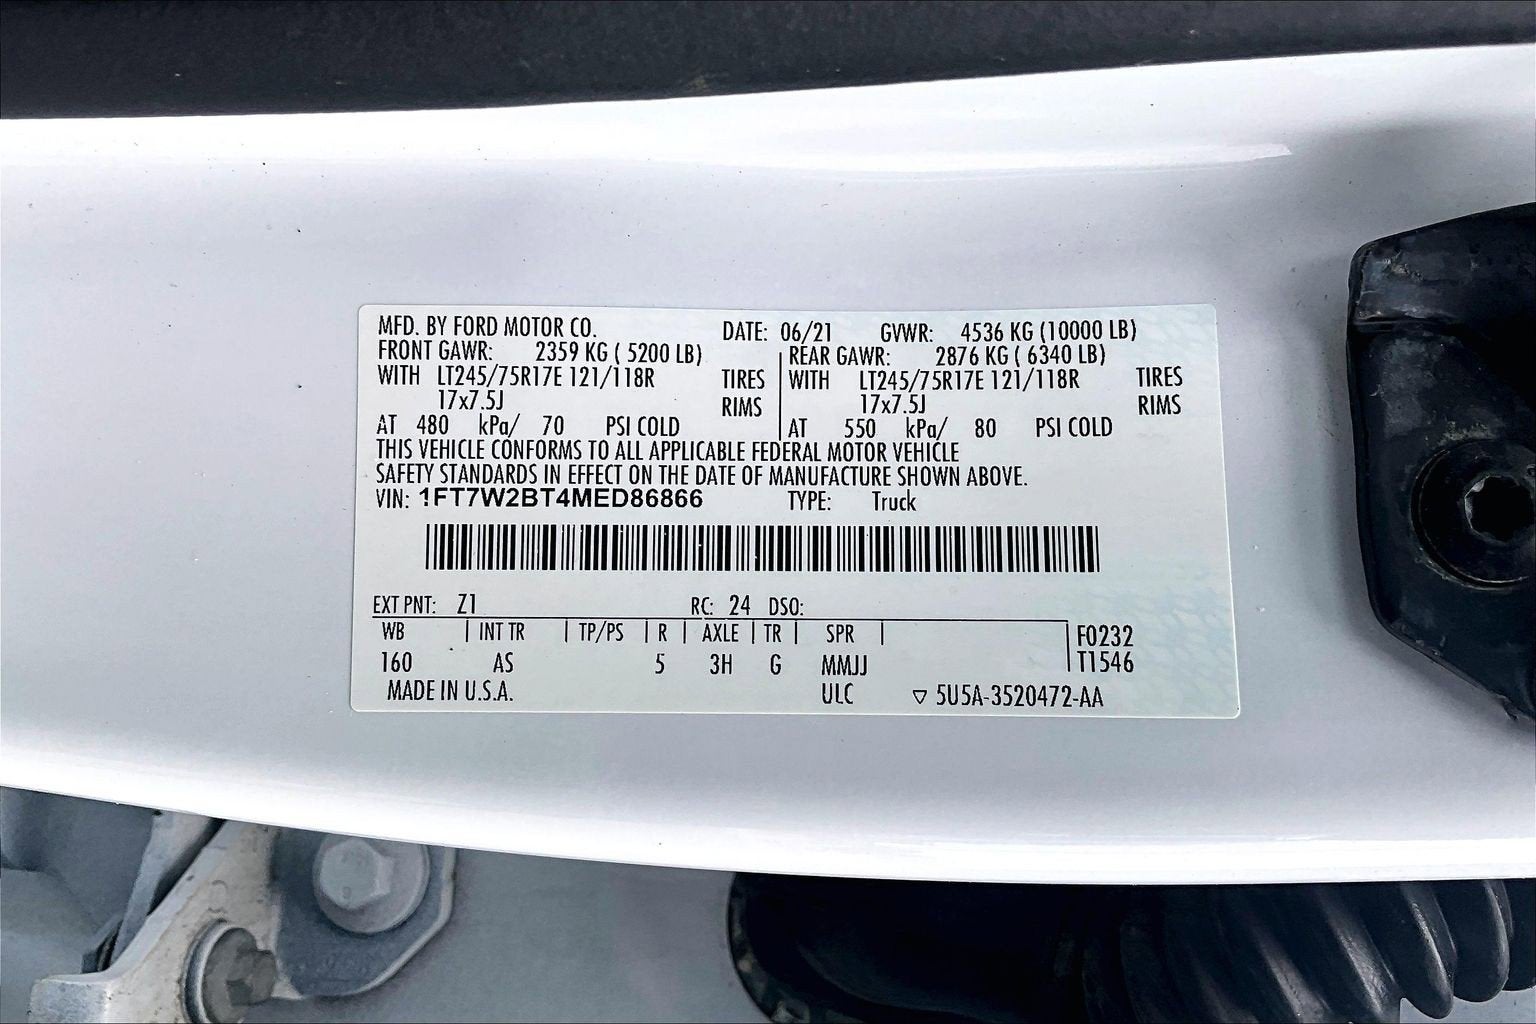 MFD. BY FORD MOTOR CO. DATE: 06/21 GVWR: 4536 KG (10000 LB)
FRONT GAWR: 2359 KG ( 5200 LB) REAR GAWR: 2876 KG ( 6340 LB)
WITH LT245/75R17E 121/118R TIRES WITH LT245/75R17E 121/118R TIRES
17x7.5J RIMS 17x7.5J RIMS
AT 480 kPa/ 70 PSI COLD AT 550 kPa/ 80 PSI COLD
THIS VEHICLE CONFORMS TO ALL APPLICABLE FEDERAL MOTOR VEHICLE
SAFETY STANDARDS IN EFFECT ON THE DATE OF MANUFACTURE SHOWN ABOVE.
VIN: 1FT7W2BT4MED86866 TYPE: Truck
EXT PNT: Z1 RC: 24 DSO:
WB | INT TR | TP/PS | R | AXLE | TR | SPR | F0232
160 AS 5 3H G MMJJ T1546
MADE IN U.S.A. ULC ▽ 5U5A-3520472-AA